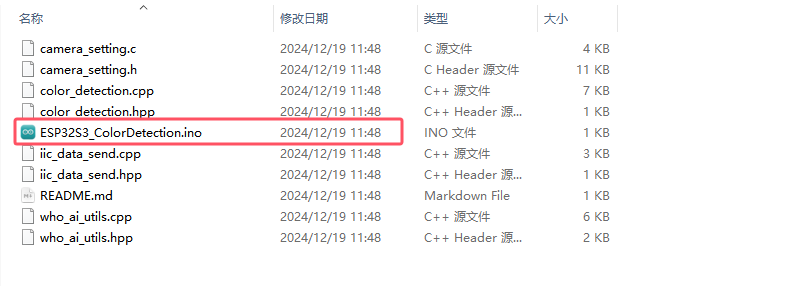 名称 修改日期 类型 大小
camera_setting.c 2024/12/19 11:48 C 源文件 4 KB
camera_setting.h 2024/12/19 11:48 C Header 源文件 11 KB
color_detection.cpp 2024/12/19 11:48 C++ 源文件 7 KB
color_detection.hpp 2024/12/19 11:48 C++ Header 源... 1 KB
ESP32S3_ColorDetection.ino 2024/12/19 11:48 INO 文件 1 KB
iic_data_send.cpp 2024/12/19 11:48 C++ 源文件 3 KB
iic_data_send.hpp 2024/12/19 11:48 C++ Header 源... 1 KB
README.md 2024/12/19 11:48 Markdown File 1 KB
who_ai_utils.cpp 2024/12/19 11:48 C++ 源文件 6 KB
who_ai_utils.hpp 2024/12/19 11:48 C++ Header 源... 2 KB